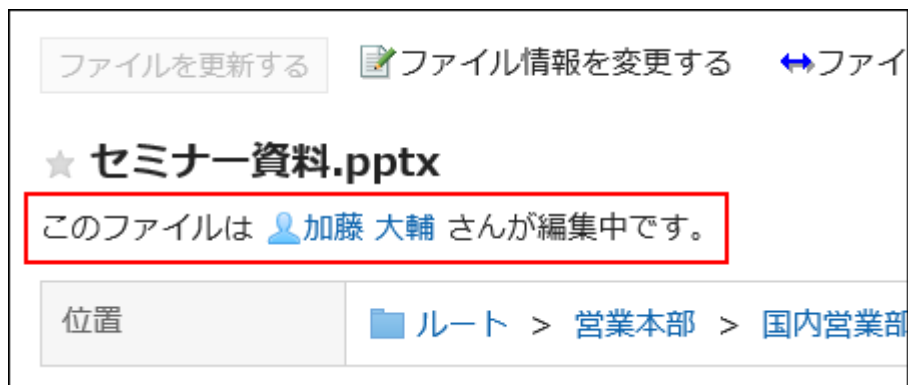 ファイルを更新する ファイル情報を変更する ファイ
セミナー資料.pptx
このファイルは 加藤 大輔 さんが編集中です。
位置 ルート > 営業本部 > 国内営業部